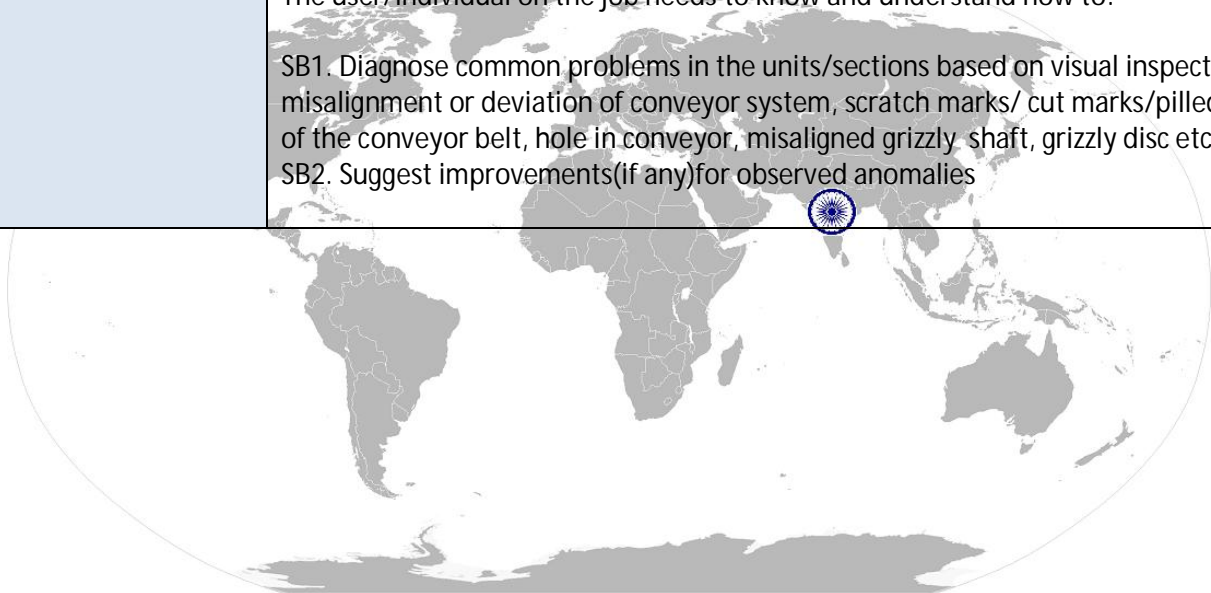 The user/individual on the job needs to know and understand how to:
SB1. Diagnose common problems in the units/sections based on visual inspect
misalignment or deviation of conveyor system, scratch marks/ cut marks/pilled
of the conveyor belt, hole in conveyor, misaligned grizzly shaft, grizzly disc etc
SB2. Suggest improvements(if any)for observed anomalies